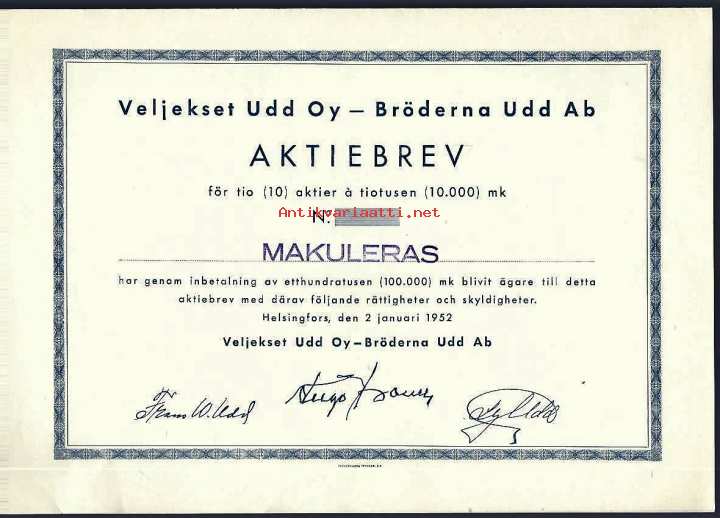 Veljekset Udd Oy — Bröderna Udd Ab
AKTIEBREV
för tio (10) aktier à tiotusen (10.000) mk
Antikvariaatti.net
N:
MAKULERAS
har genom inbetalning av etthundratusen (100.000) mk blivit ägare till detta
aktiebrev med därav följande rättigheter och skyldigheter.
Helsingfors, den 2 januari 1952
Veljekset Udd Oy — Bröderna Udd Ab
Frans W. Udd